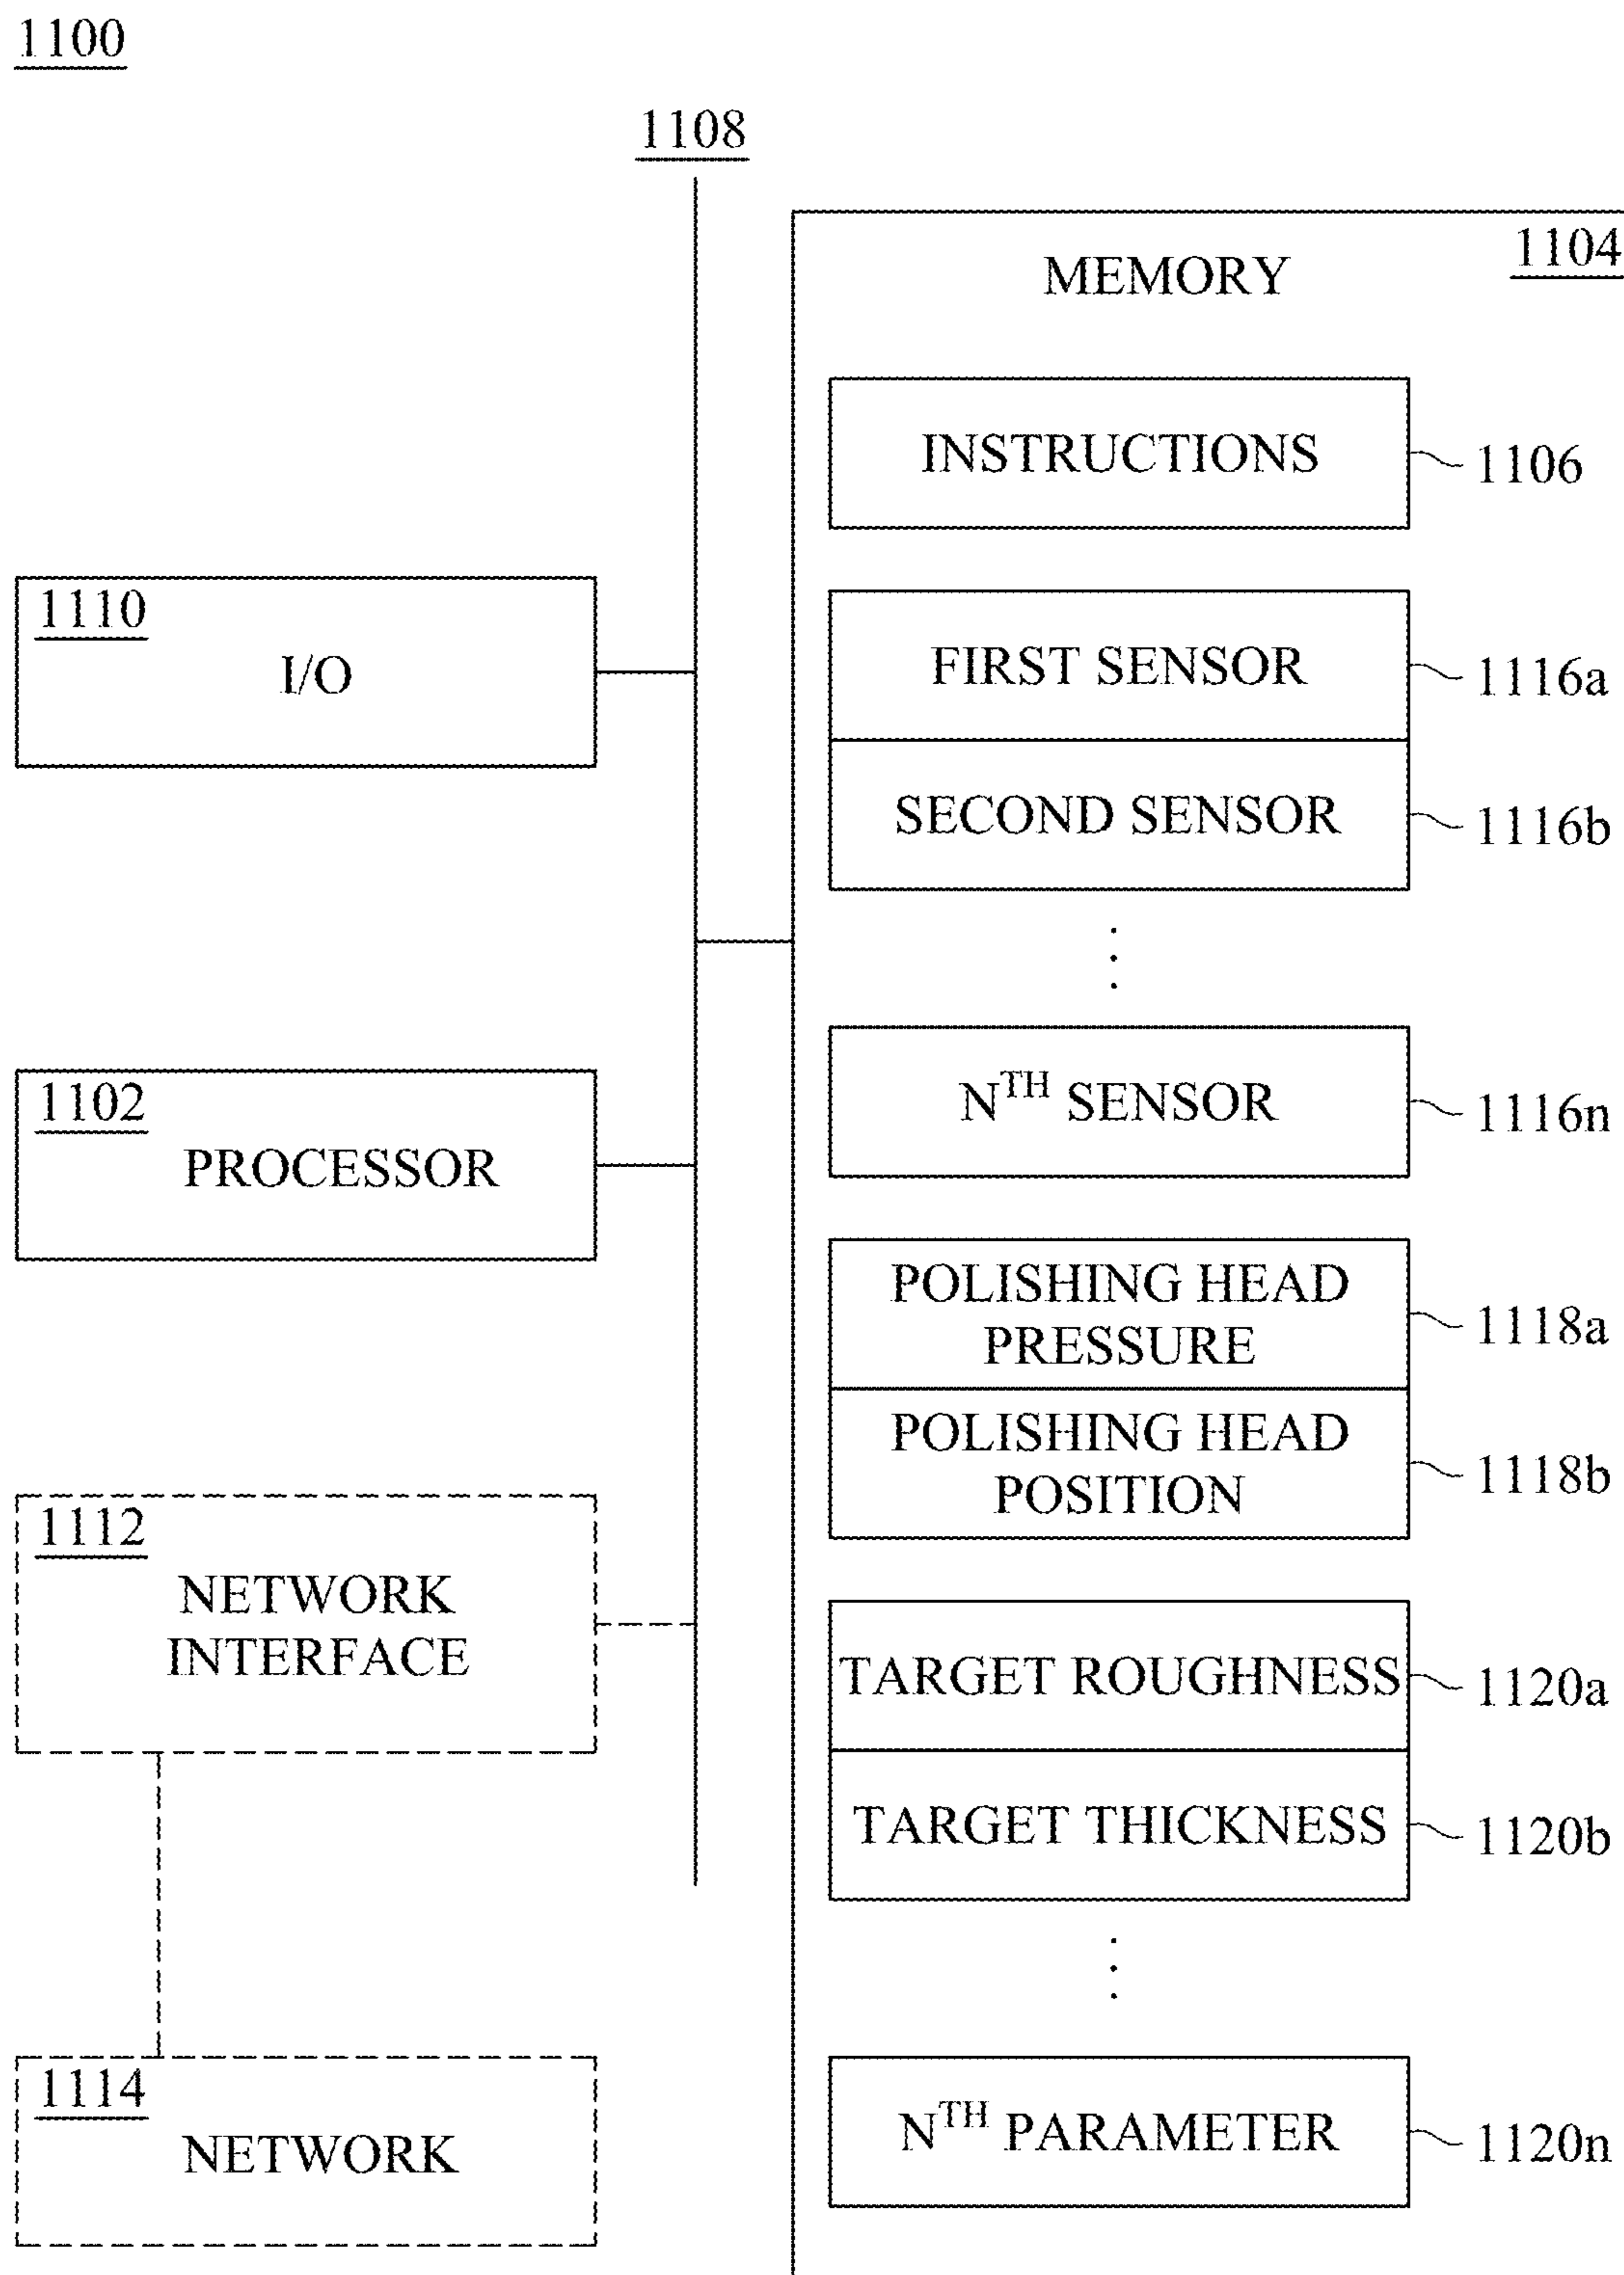 1100
1108
1104
MEMORY
INSTRUCTIONS
1106
1110
I/O
FIRST SENSOR
1116a
SECOND SENSOR
1116b
NTH SENSOR
1116n
1102
PROCESSOR
POLISHING HEAD
PRESSURE
1118a
POLISHING HEAD
POSITION
1118b
1112
NETWORK
INTERFACE
TARGET ROUGHNESS
1120a
TARGET THICKNESS
1120b
1114
NETWORK
NTH PARAMETER
1120n